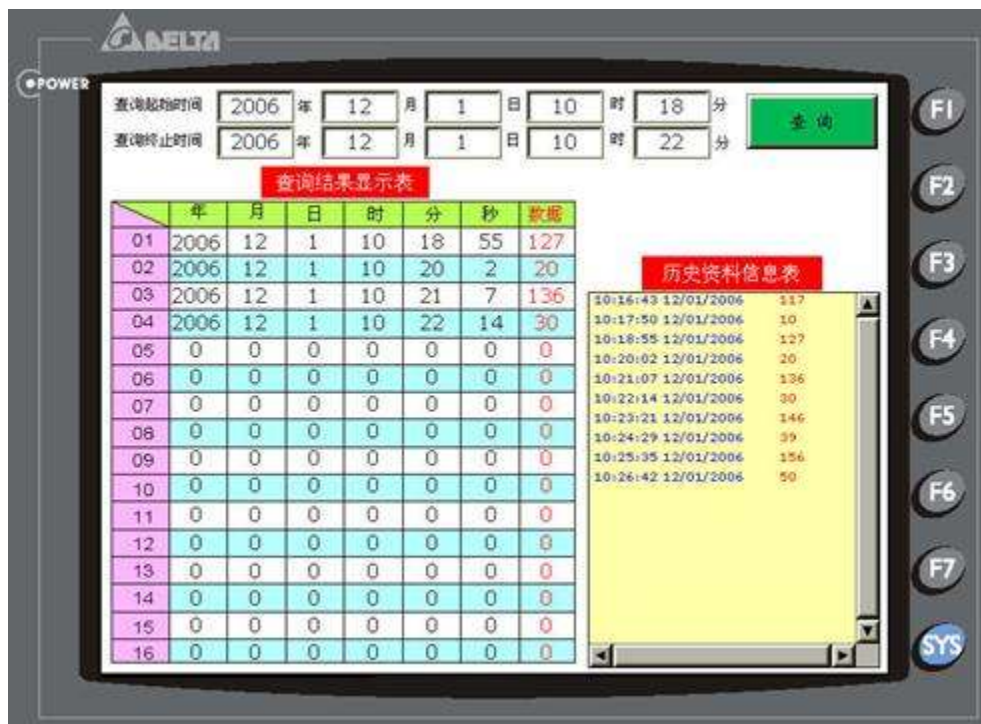 DELTA
POWER
查询起始时间 2006 年 12 月 1 日 10 时 18 分
查询终止时间 2006 年 12 月 1 日 10 时 22 分
查询
查询结果显示表
年 月 日 时 分 秒 数据
01 2006 12 1 10 18 55 127
02 2006 12 1 10 20 2 20
03 2006 12 1 10 21 7 136
04 2006 12 1 10 22 14 30
05 0 0 0 0 0 0 0
06 0 0 0 0 0 0 0
07 0 0 0 0 0 0 0
08 0 0 0 0 0 0 0
09 0 0 0 0 0 0 0
10 0 0 0 0 0 0 0
11 0 0 0 0 0 0 0
12 0 0 0 0 0 0 0
13 0 0 0 0 0 0 0
14 0 0 0 0 0 0 0
15 0 0 0 0 0 0 0
16 0 0 0 0 0 0 0
历史资料信息表
10:16:43 12/01/2006 117
10:17:50 12/01/2006 10
10:18:55 12/01/2006 127
10:20:02 12/01/2006 20
10:21:07 12/01/2006 136
10:22:14 12/01/2006 30
10:23:21 12/01/2006 146
10:24:29 12/01/2006 39
10:25:35 12/01/2006 156
10:26:42 12/01/2006 50
F1
F2
F3
F4
F5
F6
F7
SYS